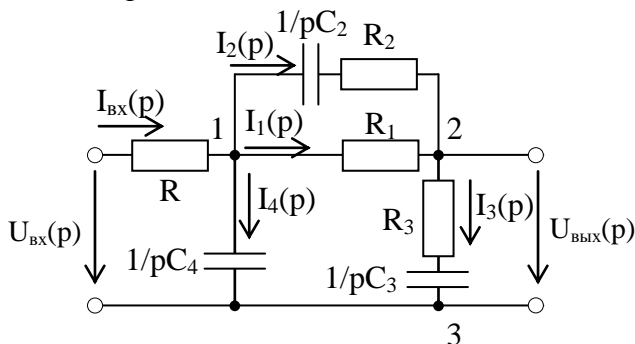 1/pC₂
I₂(p)
R₂
Iвх(p)
1
I₁(p)
R₁
2
R
I₄(p)
R₃
I₃(p)
Uвх(p)
Uвых(p)
1/pC₄
1/pC₃
3